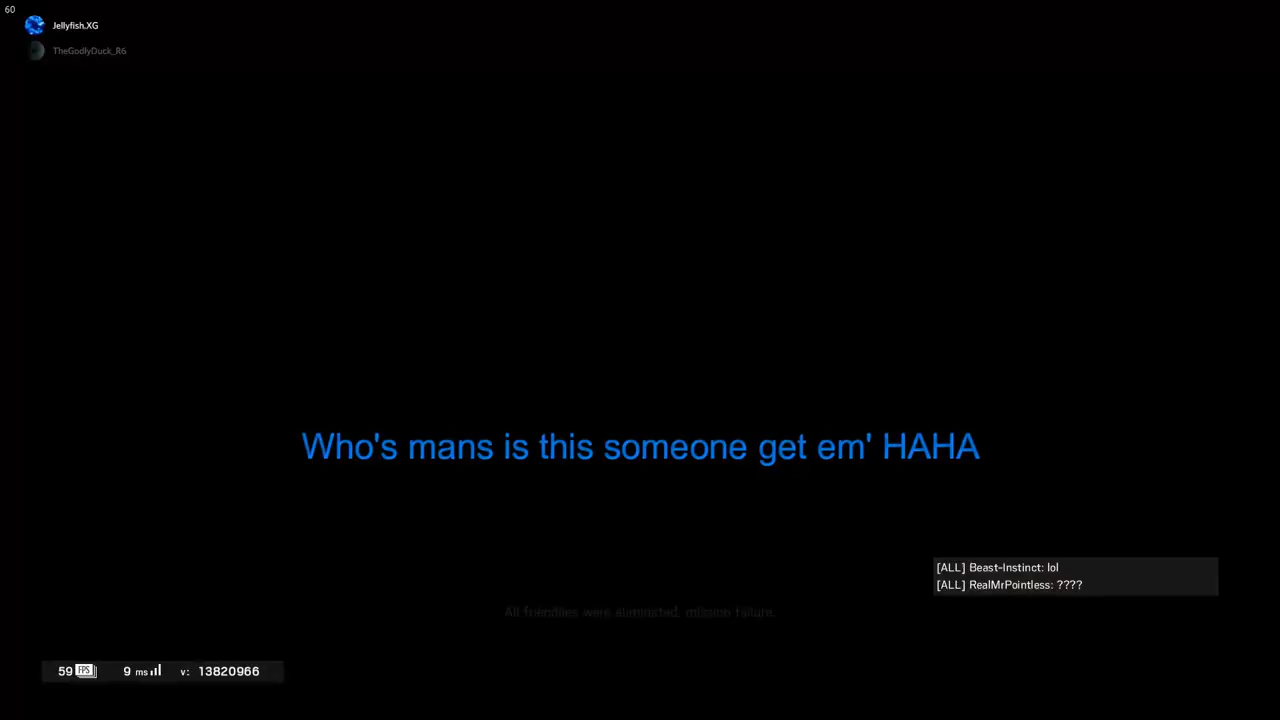 60
Jellyfish.XG
TheGodlyDuck_R6
Who's mans is this someone get em' HAHA
[ALL] Beast-Instinct: lol
[ALL] RealMrPointless: ????
All friendlies were eliminated, mission failure.
59 FPS 9 ms v: 13820966